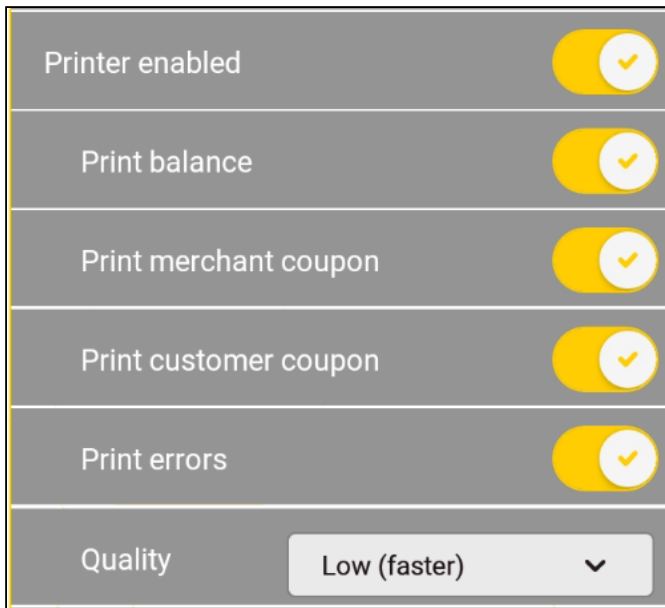 Printer enabled
Print balance
Print merchant coupon
Print customer coupon
Print errors
Quality Low (faster)